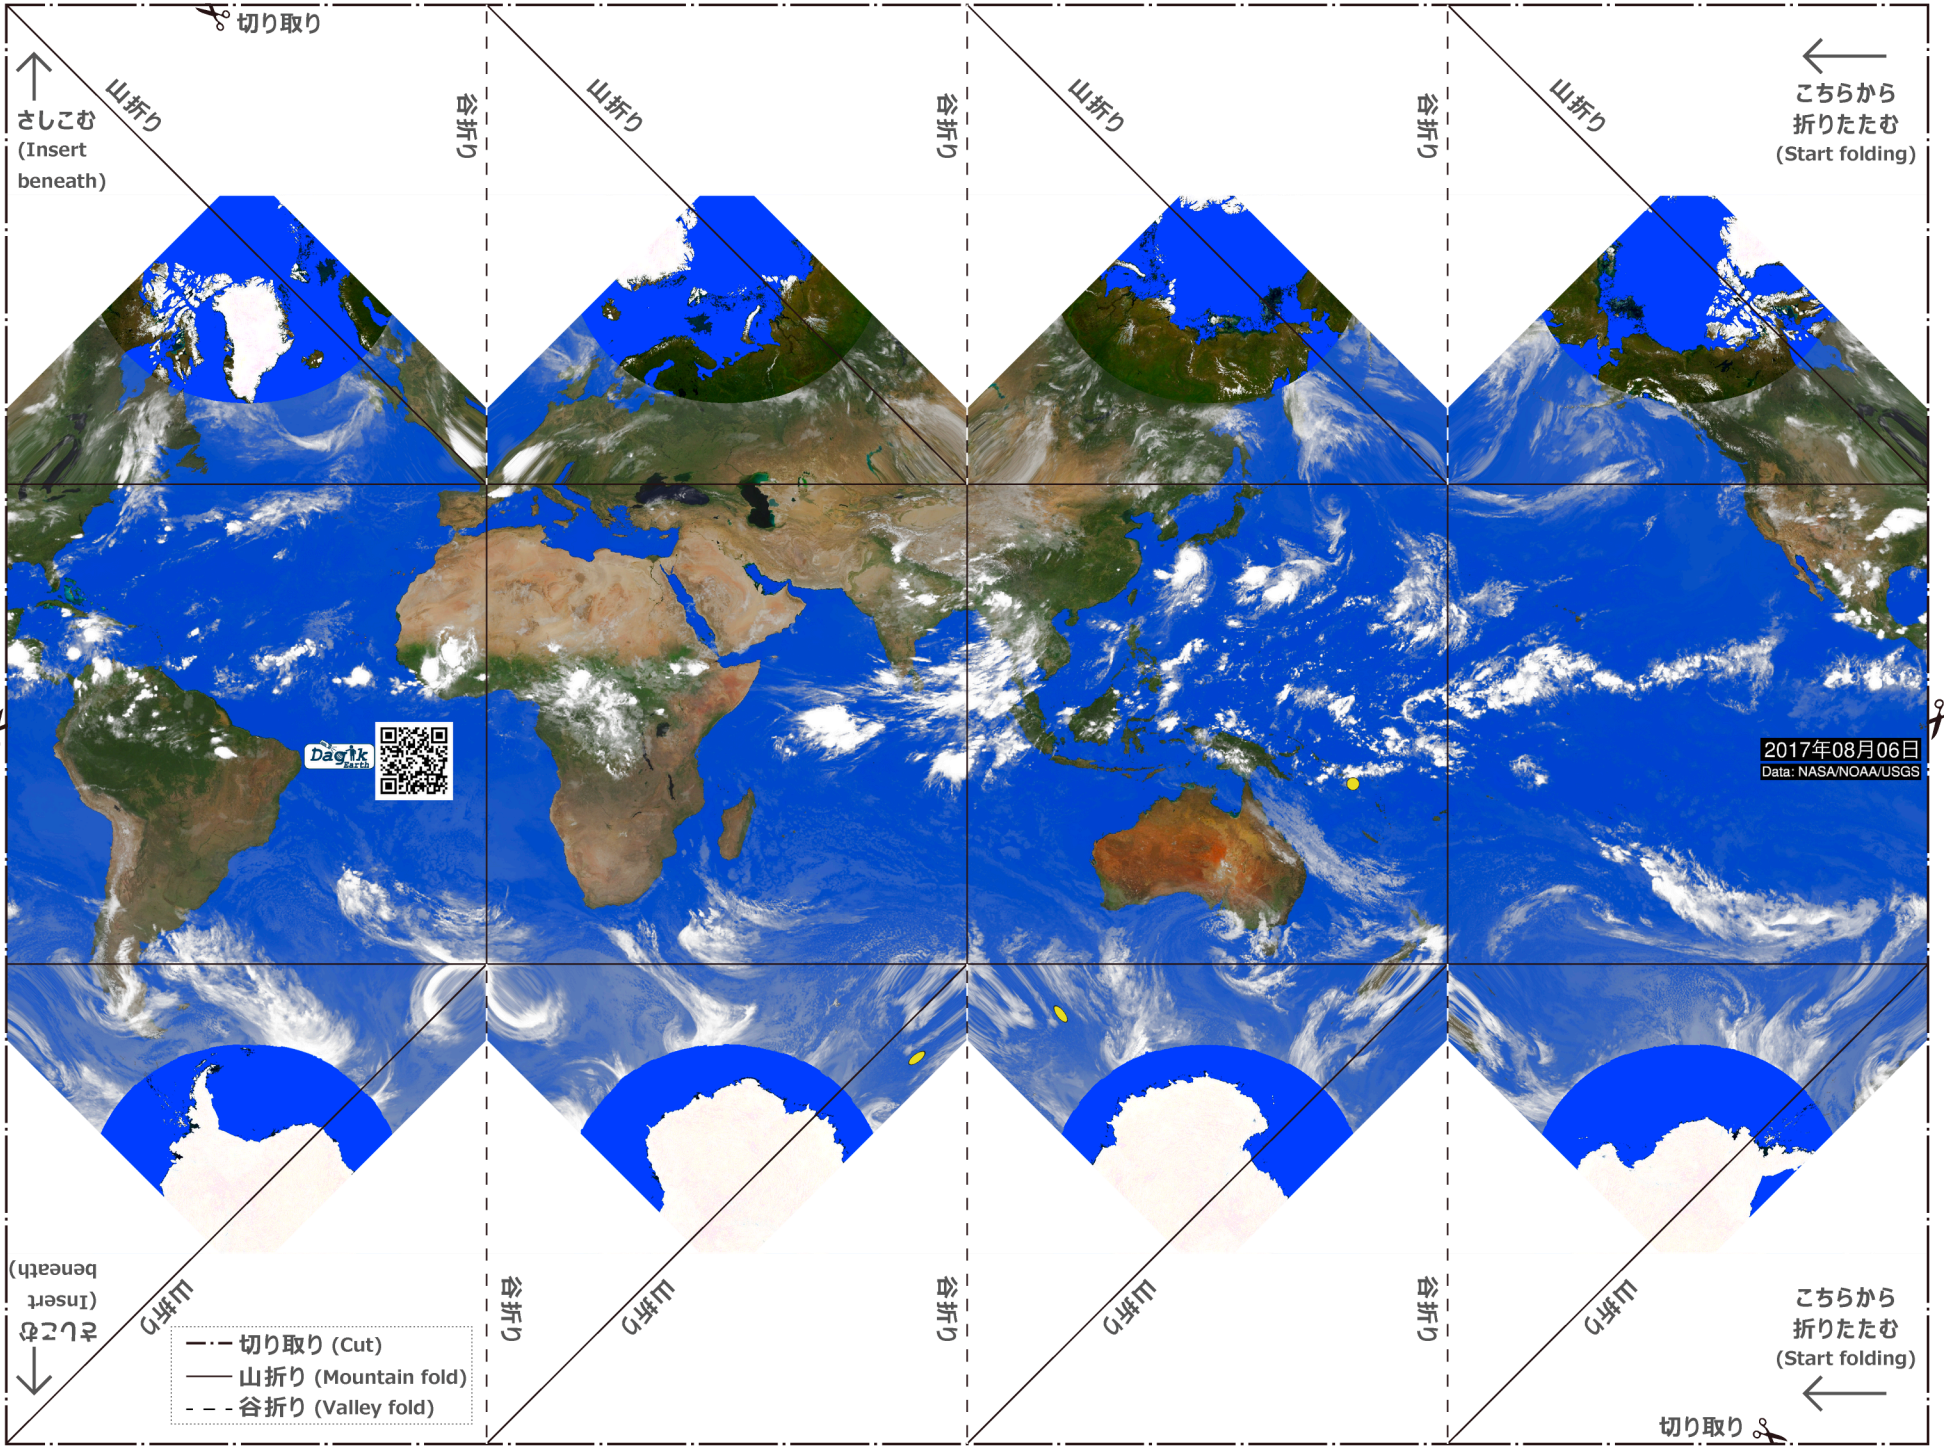 切り取り
山折り
谷折り
山折り
谷折り
山折り
谷折り
山折り
こちらから
折りたたむ
(Start folding)
さしこむ
(Insert
beneath)
Dagik
Earth
2017年08月06日
Data: NASA/NOAA/USGS
さしこむ
(Insert
beneath)
山折り
谷折り
山折り
谷折り
山折り
谷折り
山折り
こちらから
折りたたむ
(Start folding)
切り取り (Cut)
山折り (Mountain fold)
谷折り (Valley fold)
切り取り